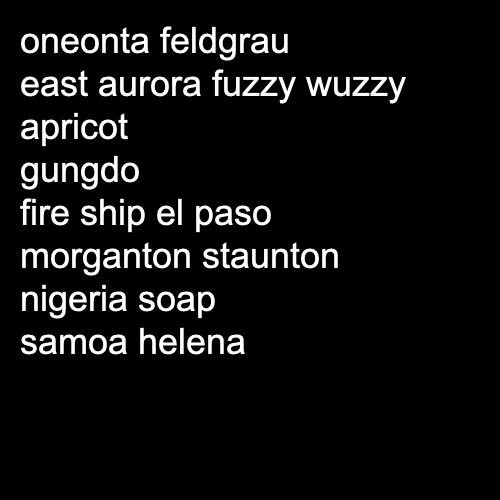 oneonta feldgrau
east aurora fuzzy wuzzy
apricot
gungdo
fire ship el paso
morganton staunton
nigeria soap
samoa helena